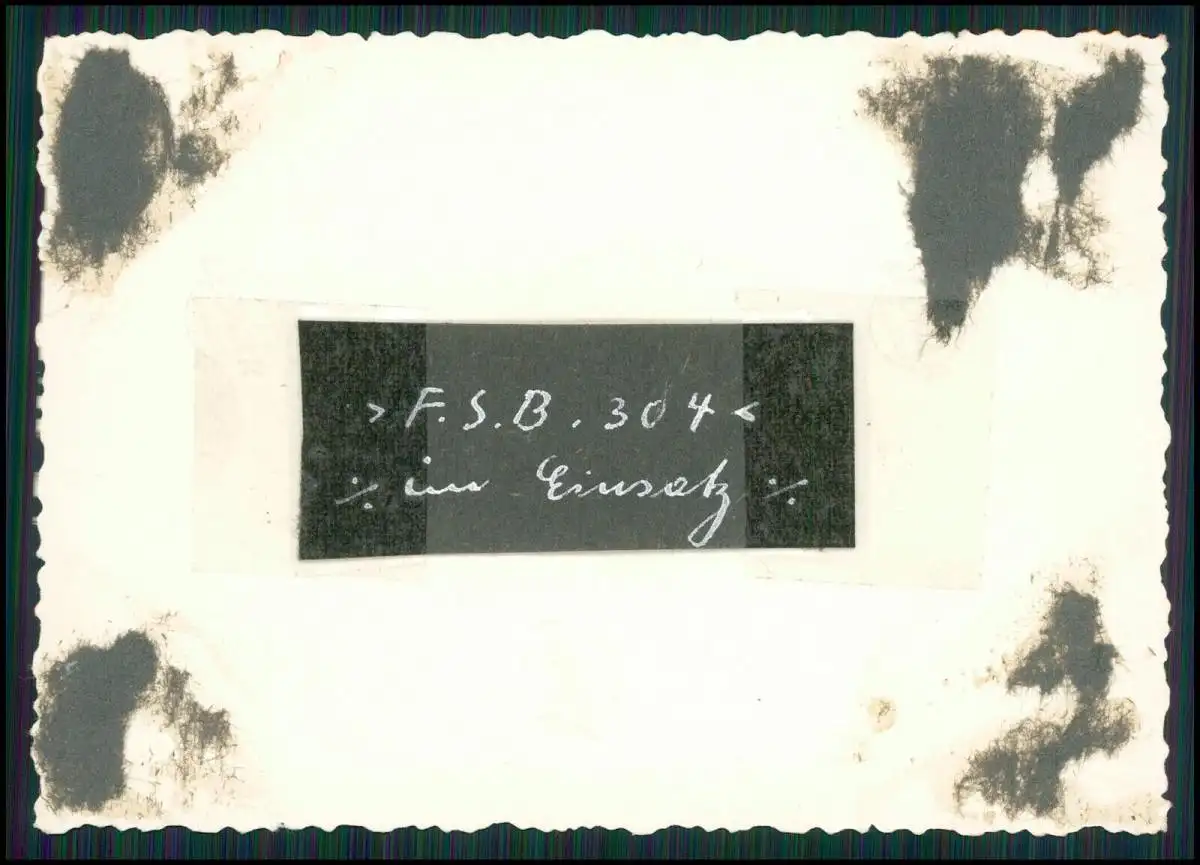 > F.S.B. 304 <
·/. im Einsatz ·/.